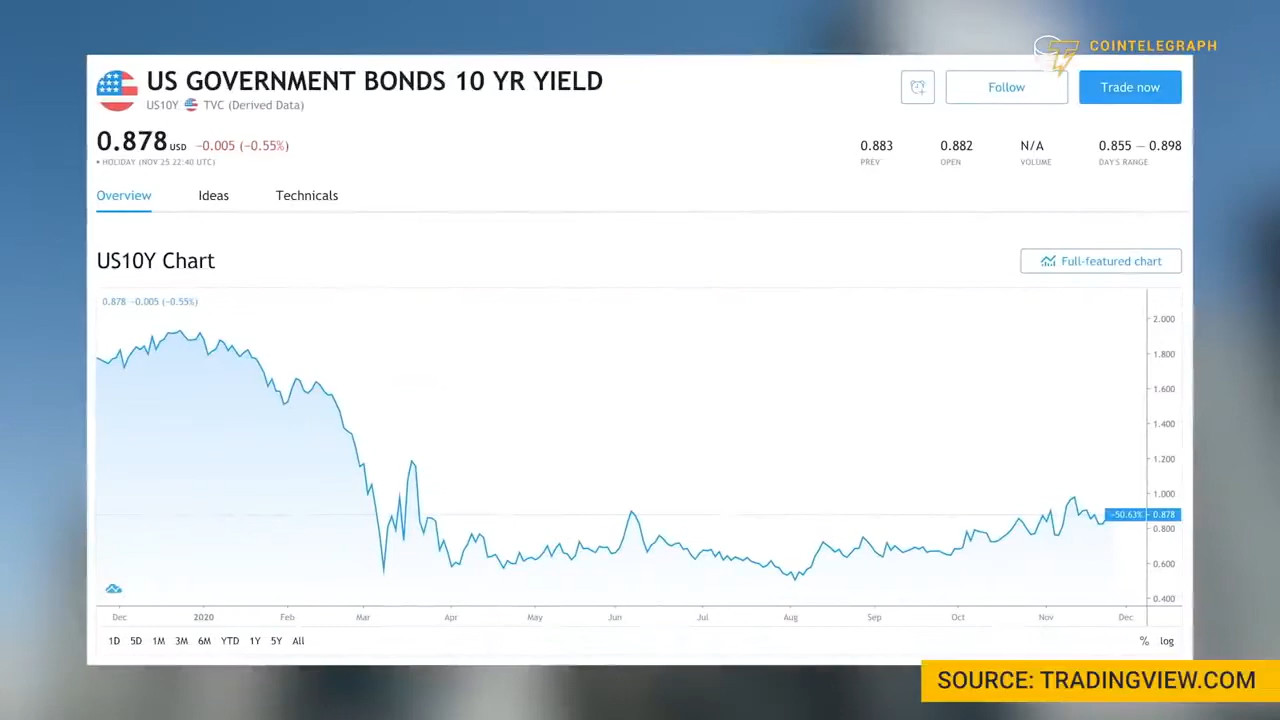 COINTELEGRAPH
US GOVERNMENT BONDS 10 YR YIELD
US10Y TVC (Derived Data)
Follow
Trade now
0.878 USD −0.005 (−0.55%)
• HOLIDAY (NOV 25 22:40 UTC)
0.883 0.882 N/A 0.855 — 0.898
PREV OPEN VOLUME DAY'S RANGE
Overview Ideas Technicals
US10Y Chart
Full-featured chart
0.878 −0.005 (−0.55%)
2.000
1.800
1.600
1.400
1.200
1.000
−50.63% 0.878
0.800
0.600
0.400
Dec 2020 Feb Mar Apr May Jun Jul Aug Sep Oct Nov Dec
1D 5D 1M 3M 6M YTD 1Y 5Y All % log
SOURCE: TRADINGVIEW.COM